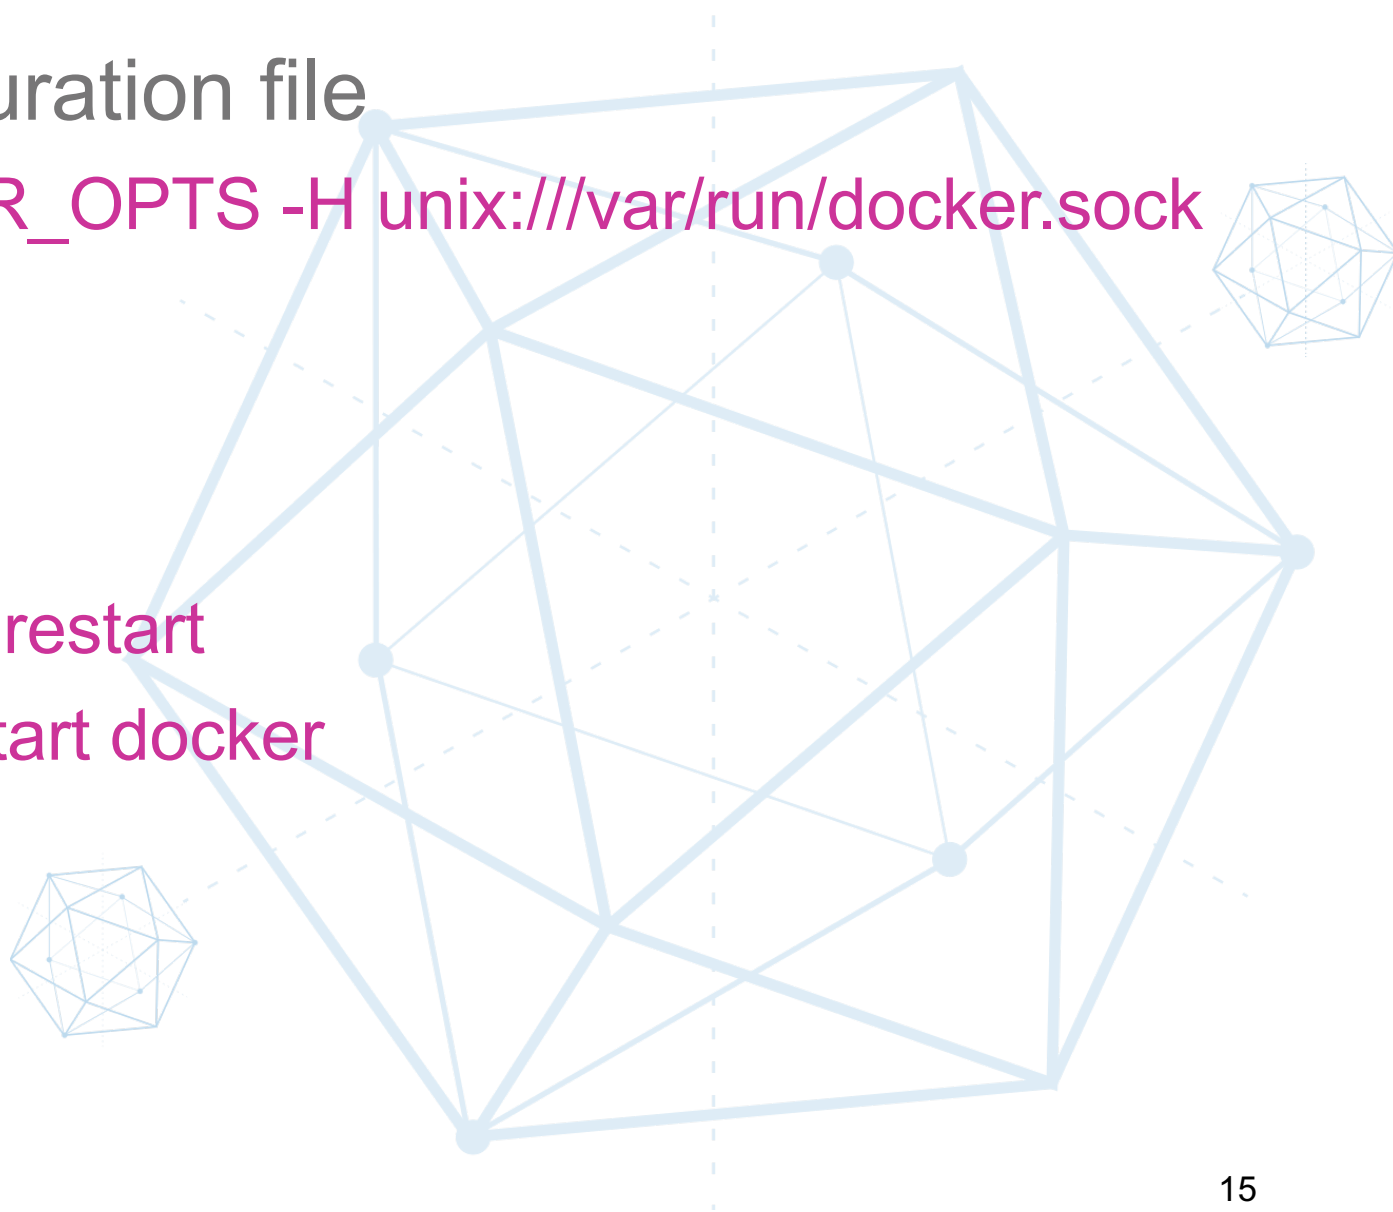 uration file
R_OPTS -H unix:///var/run/docker.sock
restart
tart docker
15